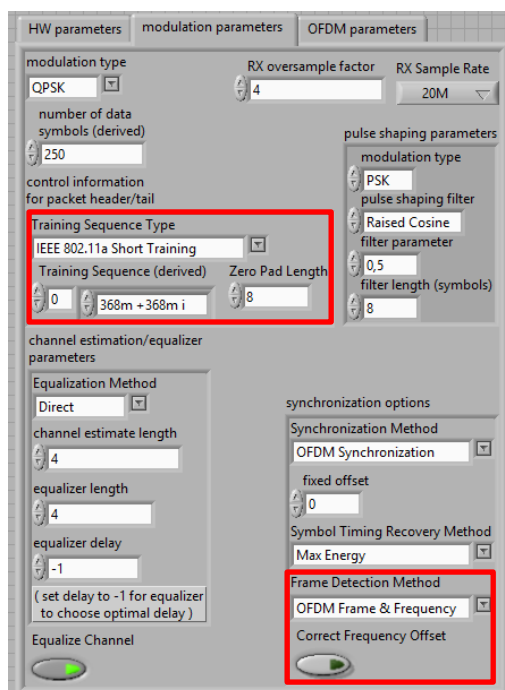 HW parameters
modulation parameters
OFDM parameters
modulation type
QPSK
RX oversample factor
4
RX Sample Rate
20M
number of data
symbols (derived)
250
control information
for packet header/tail
Training Sequence Type
IEEE 802.11a Short Training
Training Sequence (derived)
0
368m +368m i
Zero Pad Length
8
pulse shaping parameters
modulation type
PSK
pulse shaping filter
Raised Cosine
filter parameter
0,5
filter length (symbols)
8
channel estimation/equalizer
parameters
Equalization Method
Direct
channel estimate length
4
equalizer length
4
equalizer delay
-1
( set delay to -1 for equalizer
to choose optimal delay )
Equalize Channel
synchronization options
Synchronization Method
OFDM Synchronization
fixed offset
0
Symbol Timing Recovery Method
Max Energy
Frame Detection Method
OFDM Frame & Frequency
Correct Frequency Offset